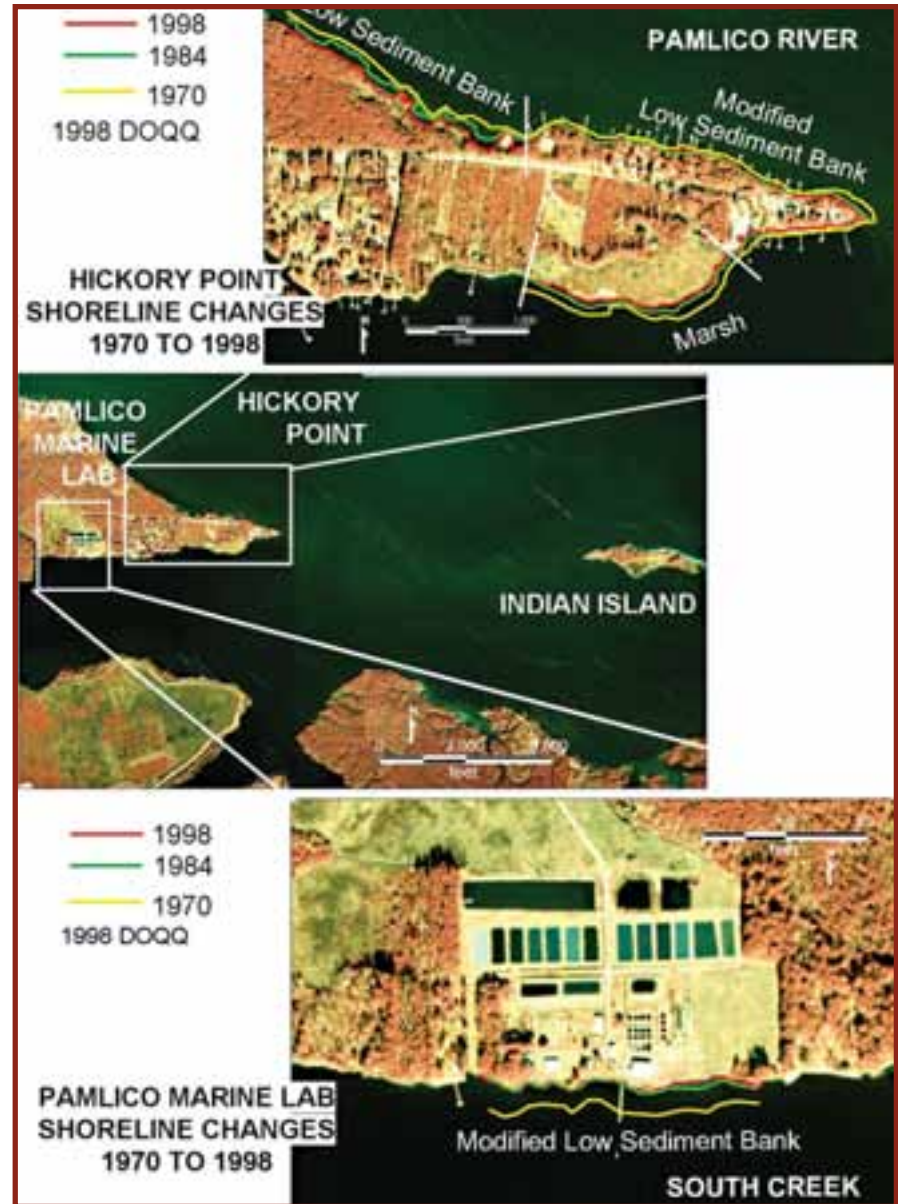 1998
1984
1970
1998 DOQQ
Low Sediment Bank
PAMLICO RIVER
Modified
Low Sediment Bank
HICKORY POINT
SHORELINE CHANGES
1970 TO 1998
Marsh
PAMLICO
MARINE
LAB
HICKORY
POINT
INDIAN ISLAND
0
feet
1998
1984
1970
1998 DOQQ
PAMLICO MARINE LAB
SHORELINE CHANGES
1970 TO 1998
Modified Low Sediment Bank
SOUTH CREEK